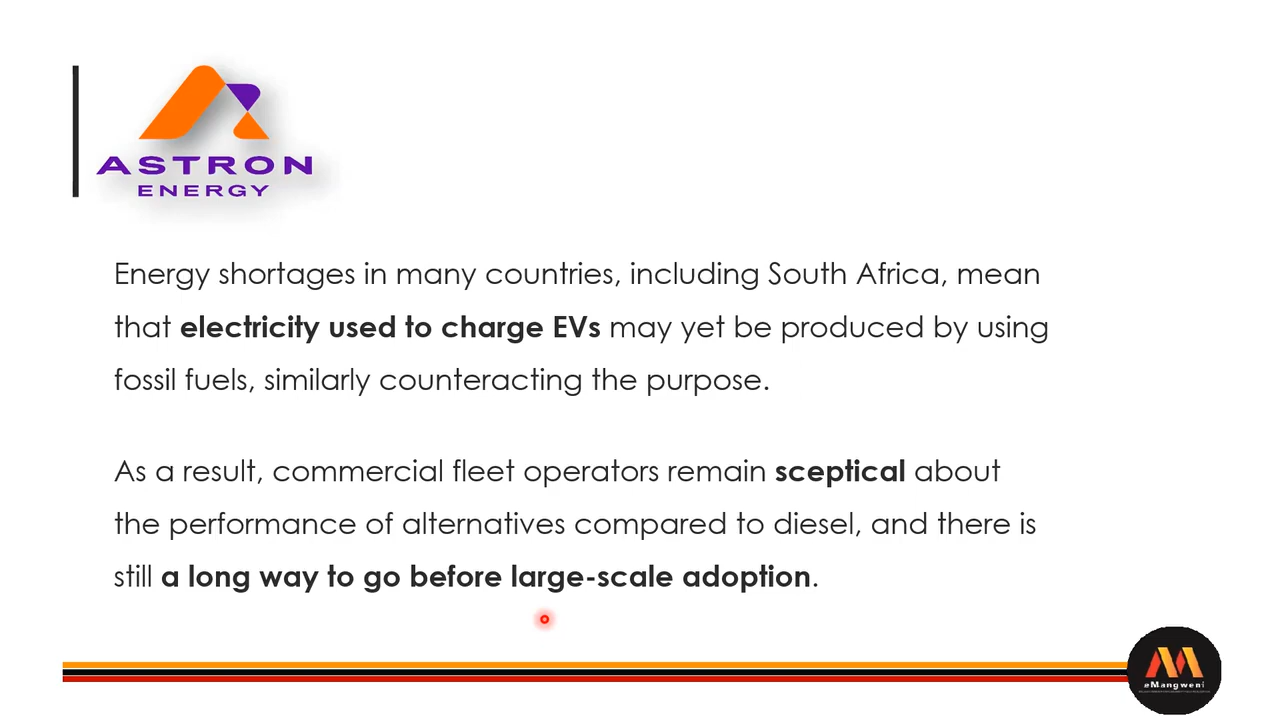 ASTRON
ENERGY
Energy shortages in many countries, including South Africa, mean
that electricity used to charge EVs may yet be produced by using
fossil fuels, similarly counteracting the purpose.
As a result, commercial fleet operators remain sceptical about
the performance of alternatives compared to diesel, and there is
still a long way to go before large-scale adoption.
eMangweni